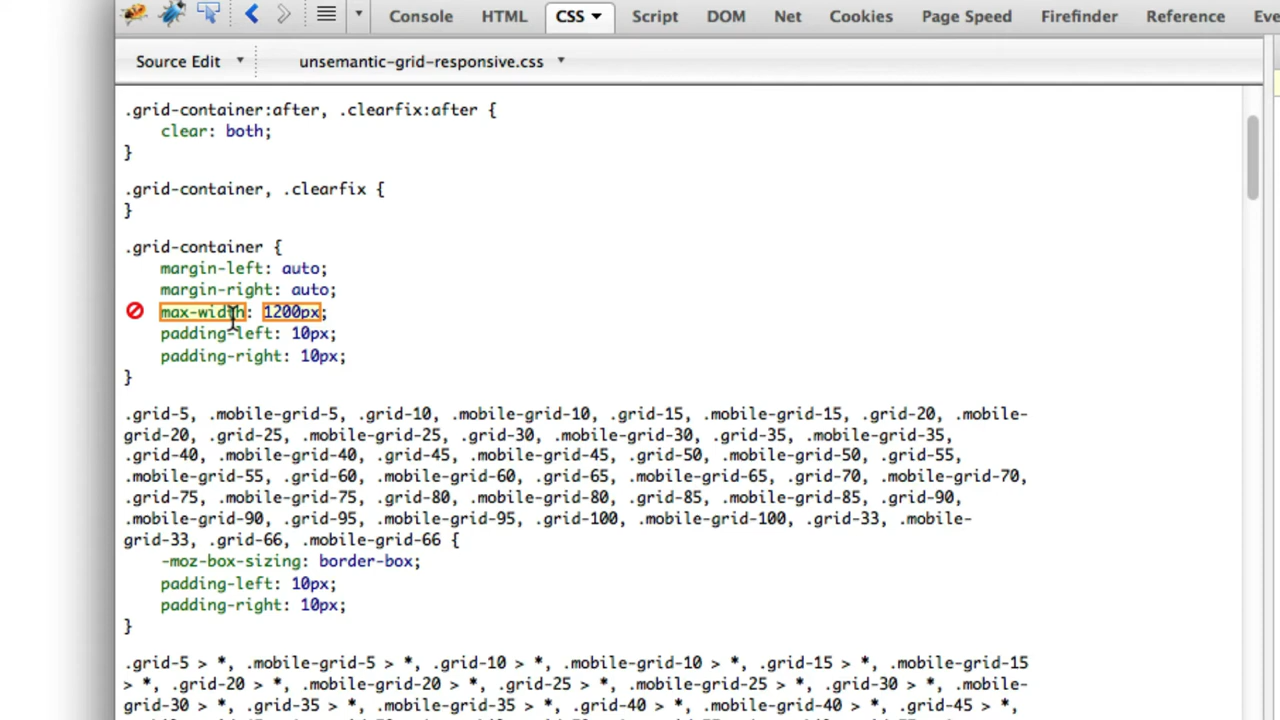 Console HTML CSS Script DOM Net Cookies Page Speed Firefinder Reference Eve
Source Edit unsemantic-grid-responsive.css
.grid-container:after, .clearfix:after {
clear: both;
}
.grid-container, .clearfix {
}
.grid-container {
margin-left: auto;
margin-right: auto;
max-width: 1200px;
padding-left: 10px;
padding-right: 10px;
}
.grid-5, .mobile-grid-5, .grid-10, .mobile-grid-10, .grid-15, .mobile-grid-15, .grid-20, .mobile-
grid-20, .grid-25, .mobile-grid-25, .grid-30, .mobile-grid-30, .grid-35, .mobile-grid-35,
.grid-40, .mobile-grid-40, .grid-45, .mobile-grid-45, .grid-50, .mobile-grid-50, .grid-55,
.mobile-grid-55, .grid-60, .mobile-grid-60, .grid-65, .mobile-grid-65, .grid-70, .mobile-grid-70,
.grid-75, .mobile-grid-75, .grid-80, .mobile-grid-80, .grid-85, .mobile-grid-85, .grid-90,
.mobile-grid-90, .grid-95, .mobile-grid-95, .grid-100, .mobile-grid-100, .grid-33, .mobile-
grid-33, .grid-66, .mobile-grid-66 {
-moz-box-sizing: border-box;
padding-left: 10px;
padding-right: 10px;
}
.grid-5 > *, .mobile-grid-5 > *, .grid-10 > *, .mobile-grid-10 > *, .grid-15 > *, .mobile-grid-15
> *, .grid-20 > *, .mobile-grid-20 > *, .grid-25 > *, .mobile-grid-25 > *, .grid-30 > *, .mobile-
grid-30 > *, .grid-35 > *, .mobile-grid-35 > *, .grid-40 > *, .mobile-grid-40 > *, .grid-45 > *,